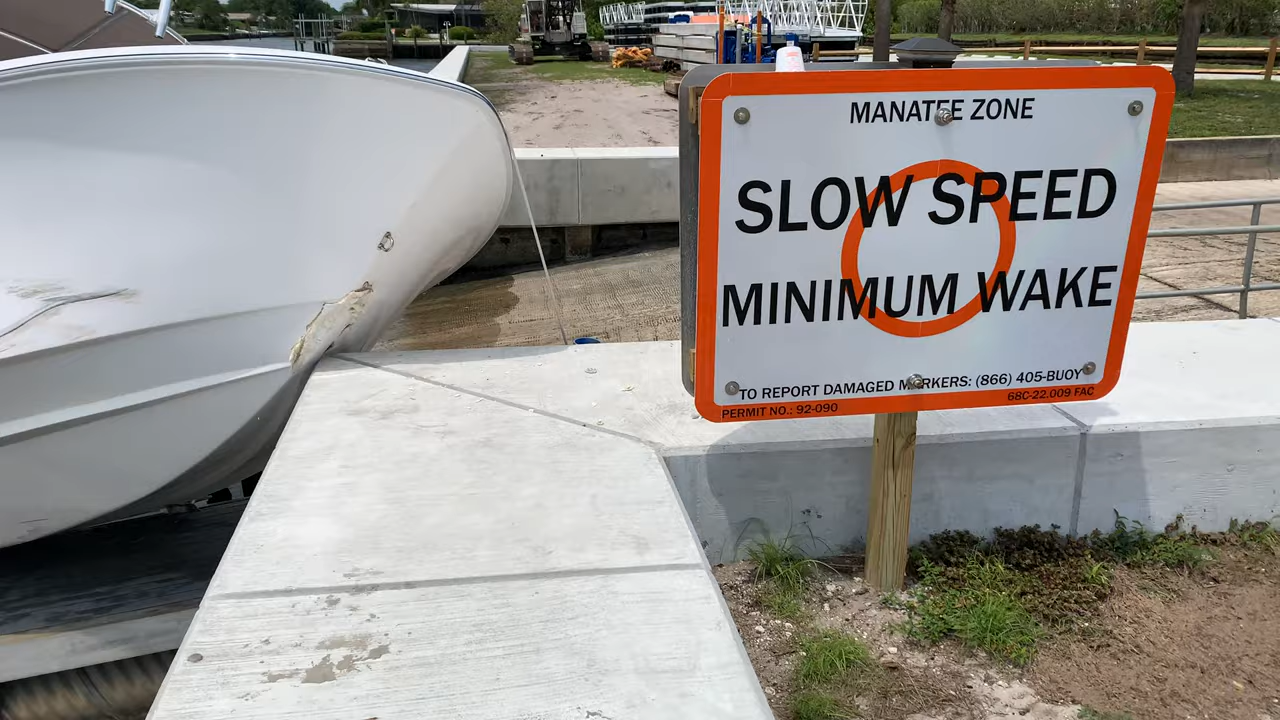 MANATEE ZONE
SLOW SPEED
MINIMUM WAKE
TO REPORT DAMAGED MARKERS: (866) 405-BUOY
68C-22.009 FAC
PERMIT NO.: 92-090